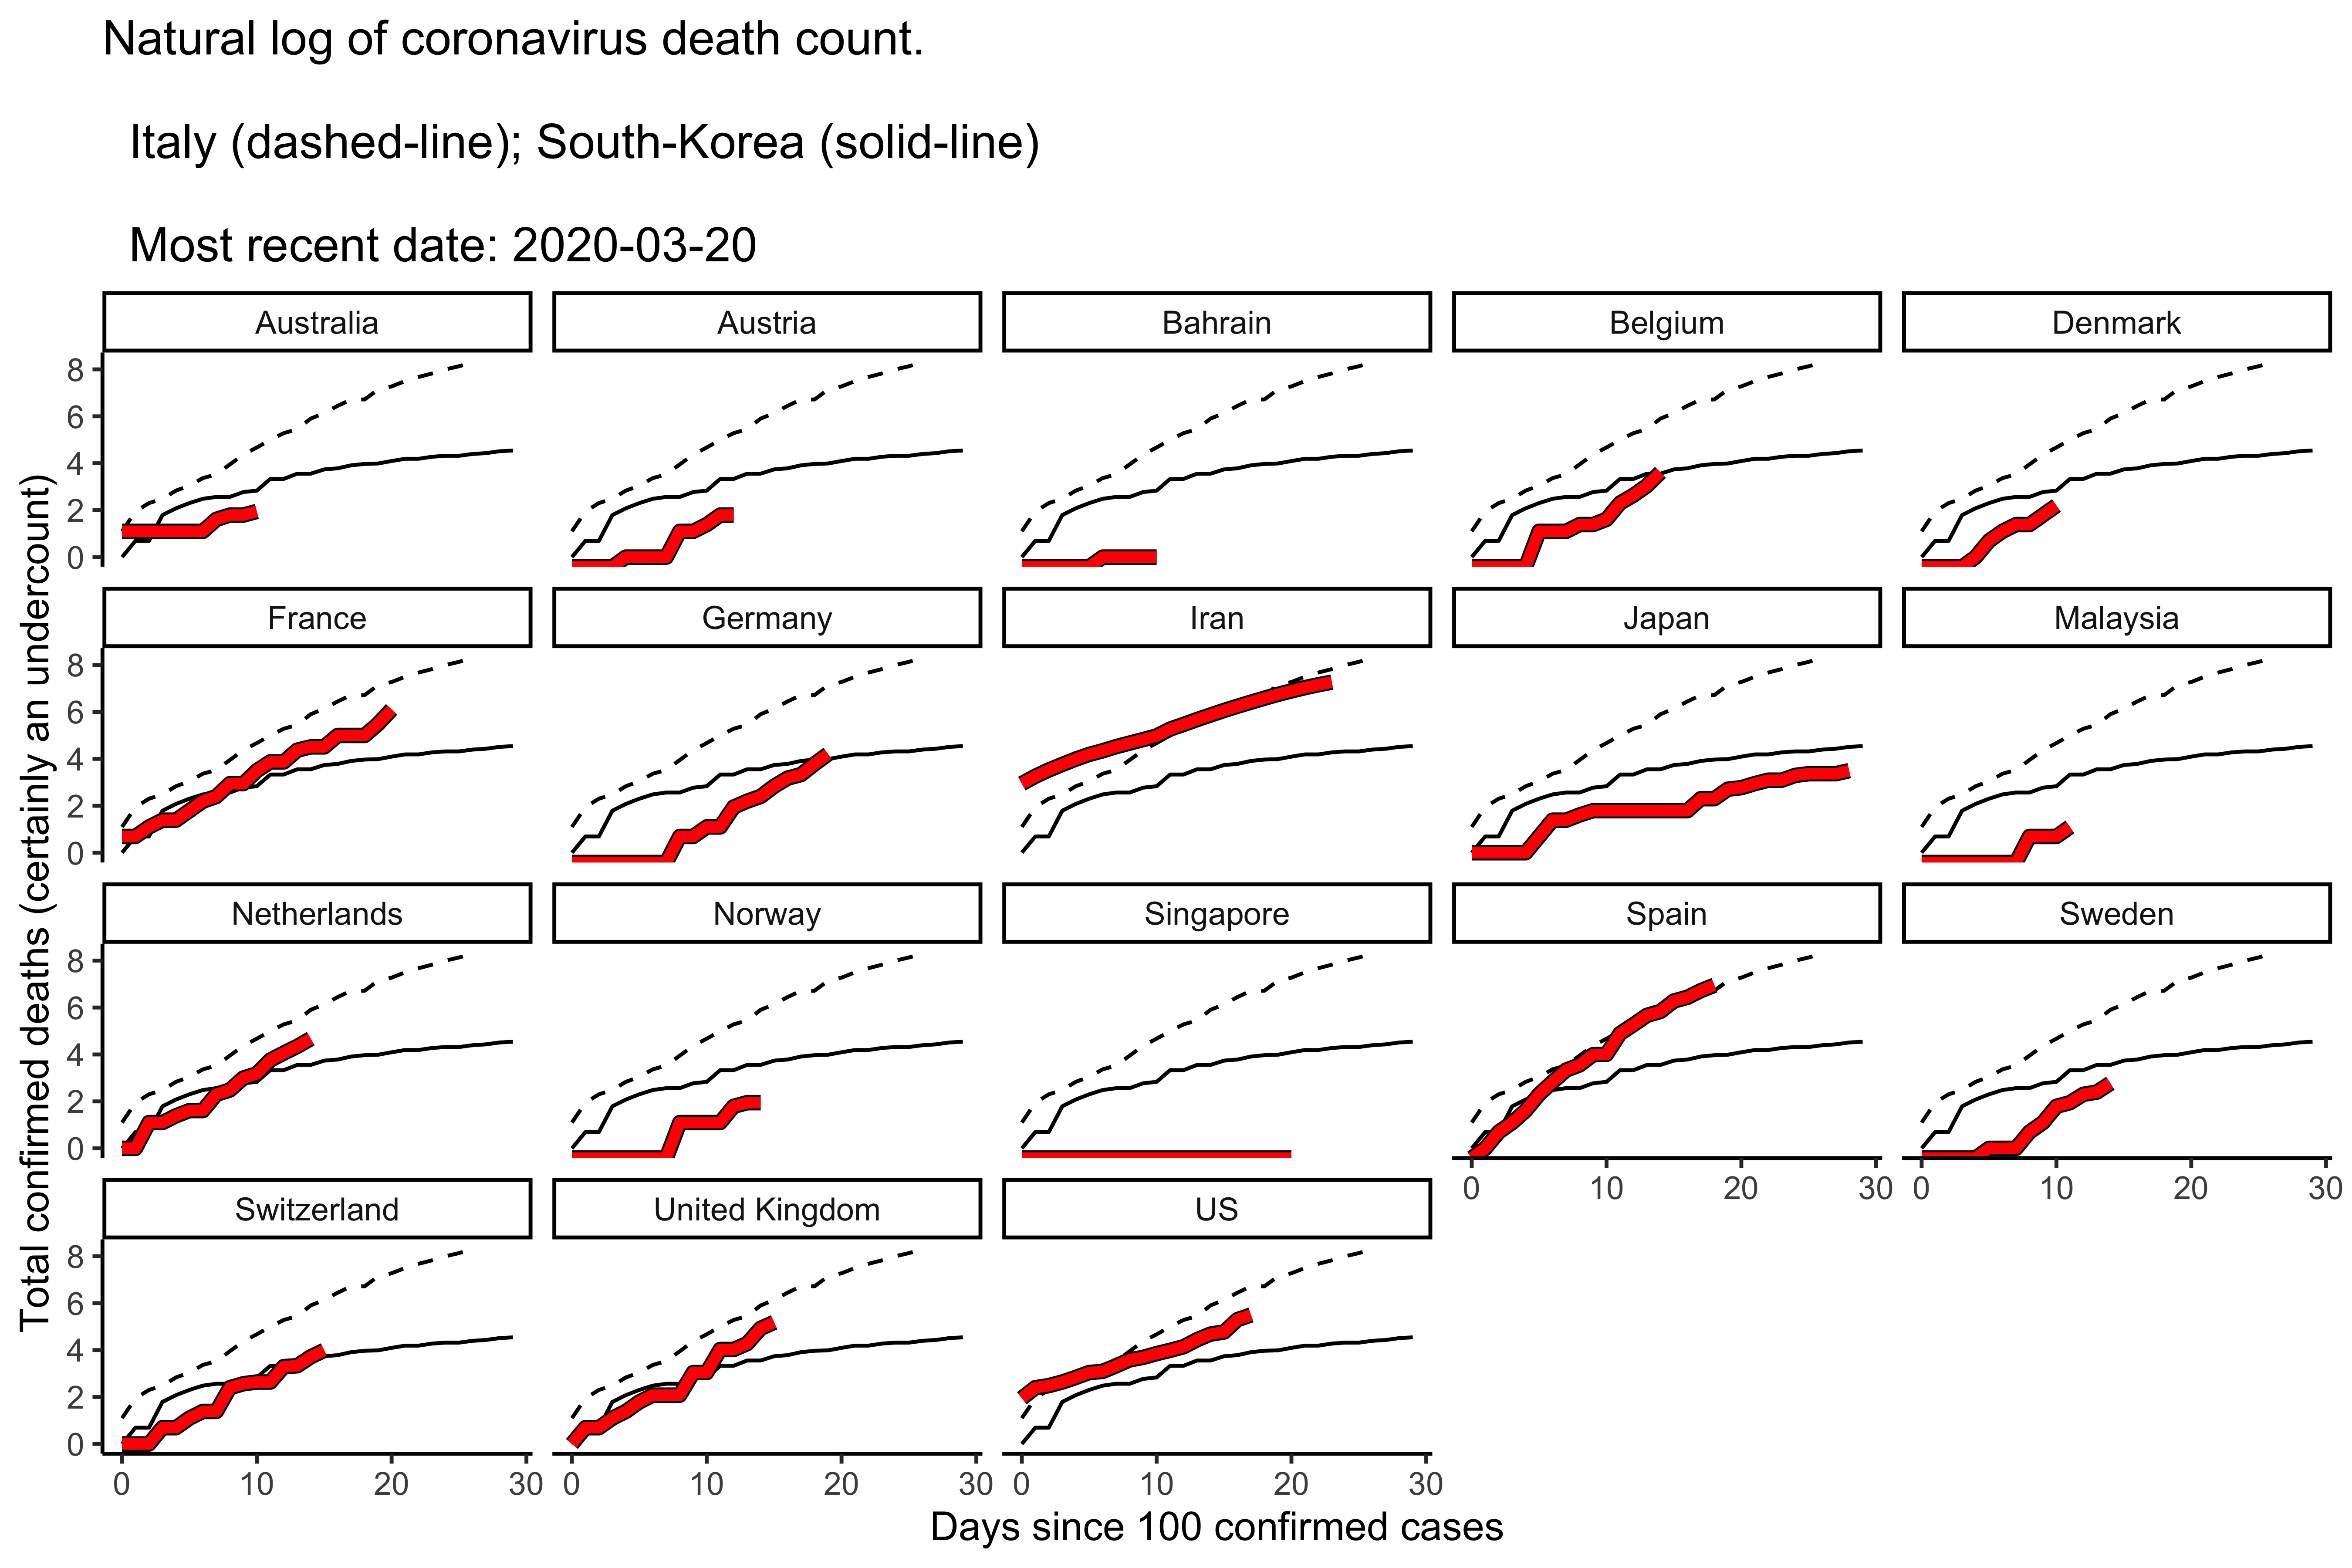 Natural log of coronavirus death count.
Italy (dashed-line); South-Korea (solid-line)
Most recent date: 2020-03-20
Total confirmed deaths (certainly an undercount)
Australia
Austria
Bahrain
Belgium
Denmark
8
6
4
2
0
France
Germany
Iran
Japan
Malaysia
8
6
4
2
0
Netherlands
Norway
Singapore
Spain
Sweden
8
6
4
2
0
0 10 20 30
0 10 20 30
Switzerland
United Kingdom
US
8
6
4
2
0
0 10 20 30
0 10 20 30
0 10 20 30
Days since 100 confirmed cases